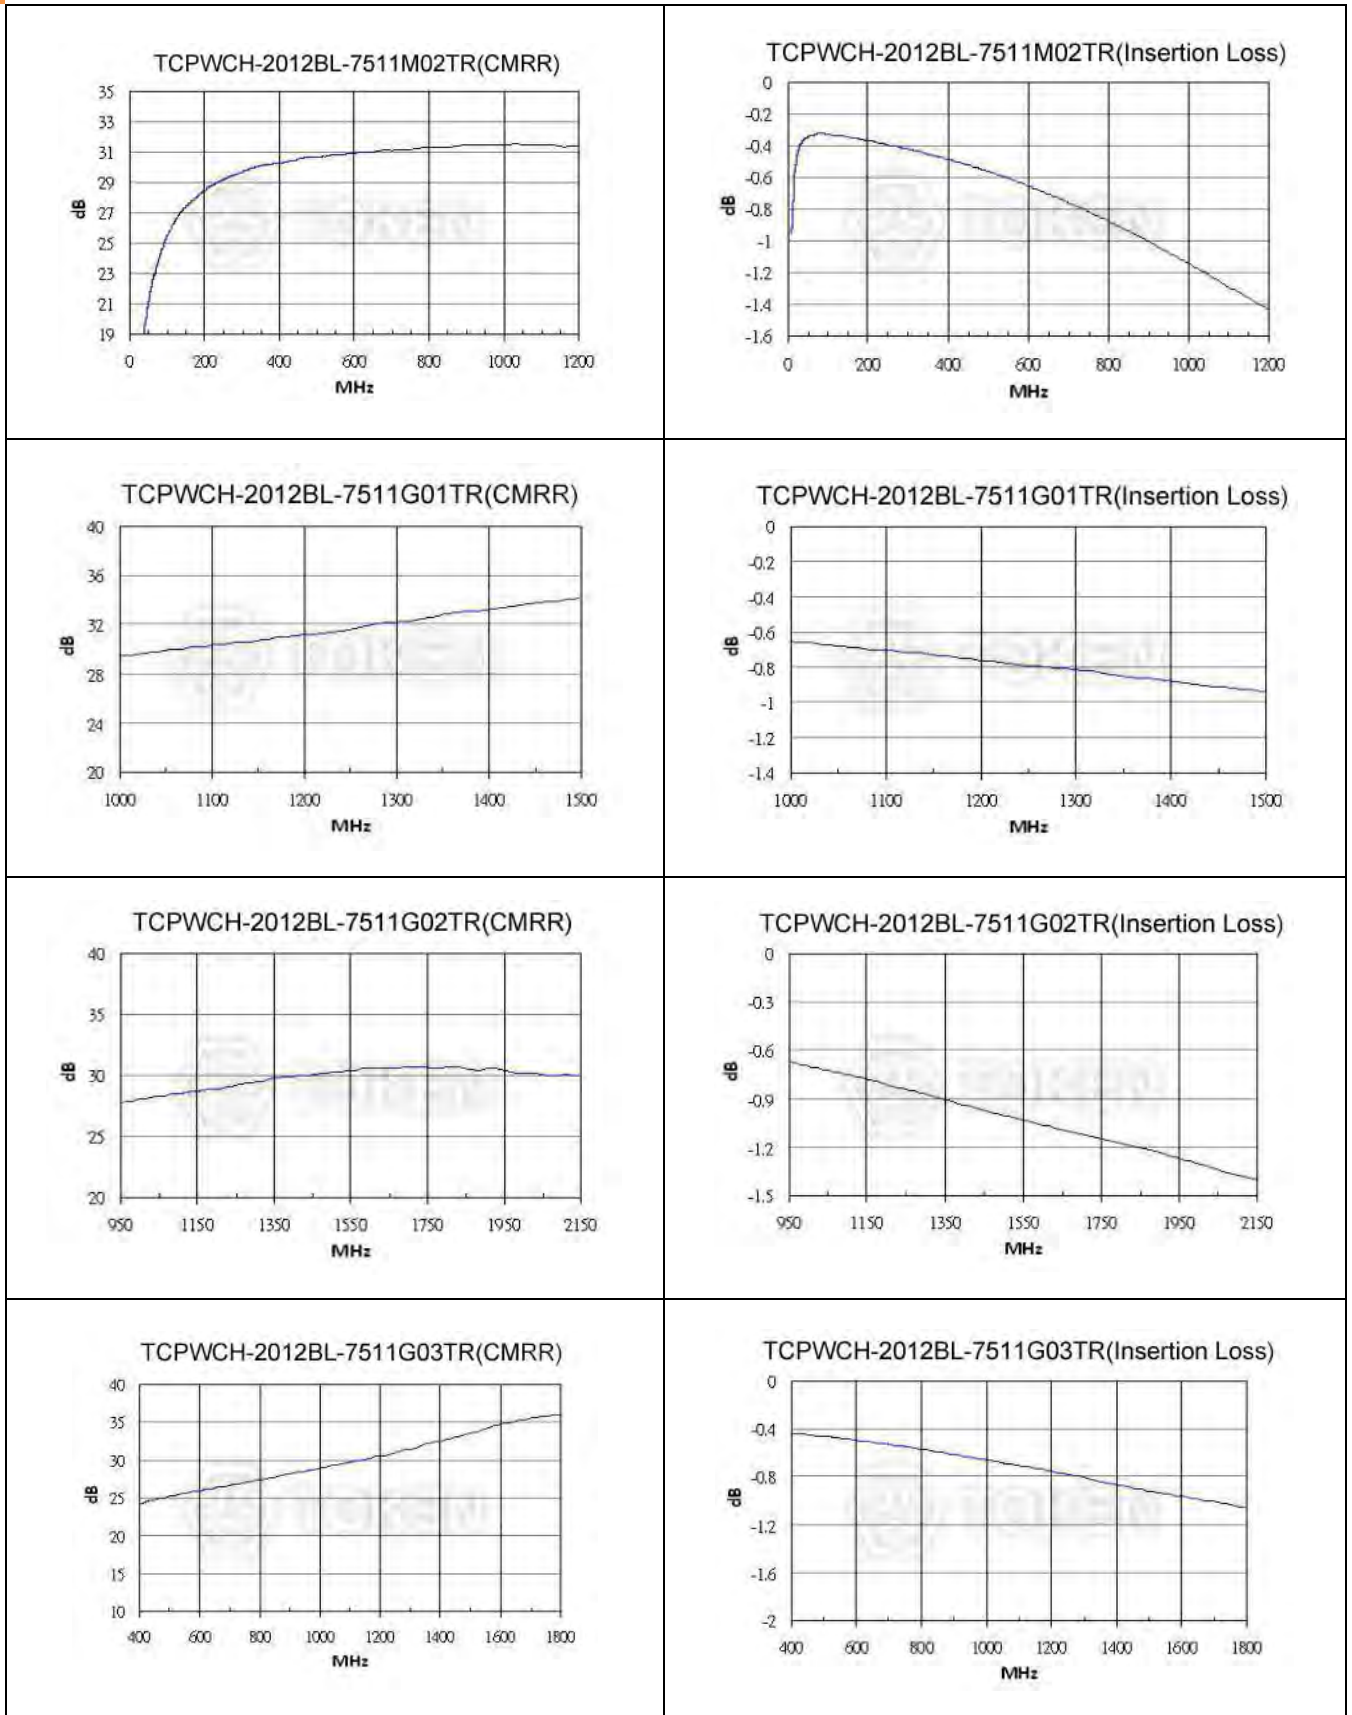 TCPWCH-2012BL-7511M02TR(CMRR)
35
33
31
29
27
25
23
21
19
dB
0 200 400 600 800 1000 1200
MHz
TCPWCH-2012BL-7511M02TR(Insertion Loss)
0
-0.2
-0.4
-0.6
-0.8
-1
-1.2
-1.4
-1.6
dB
0 200 400 600 800 1000 1200
MHz
TCPWCH-2012BL-7511G01TR(CMRR)
40
36
32
28
24
20
dB
1000 1100 1200 1300 1400 1500
MHz
TCPWCH-2012BL-7511G01TR(Insertion Loss)
0
-0.2
-0.4
-0.6
-0.8
-1
-1.2
-1.4
dB
1000 1100 1200 1300 1400 1500
MHz
TCPWCH-2012BL-7511G02TR(CMRR)
40
35
30
25
20
dB
950 1150 1350 1550 1750 1950 2150
MHz
TCPWCH-2012BL-7511G02TR(Insertion Loss)
0
-0.3
-0.6
-0.9
-1.2
-1.5
dB
950 1150 1350 1550 1750 1950 2150
MHz
TCPWCH-2012BL-7511G03TR(CMRR)
40
35
30
25
20
15
10
dB
400 600 800 1000 1200 1400 1600 1800
MHz
TCPWCH-2012BL-7511G03TR(Insertion Loss)
0
-0.4
-0.8
-1.2
-1.6
-2
dB
400 600 800 1000 1200 1400 1600 1800
MHz